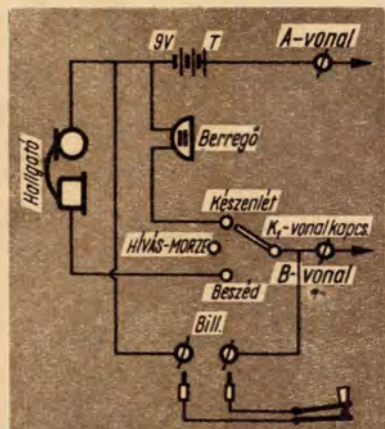 9V T
A-vonal
Berregő
Hallgató
Készenlét
K₁-vonal kapcs.
HÍVÁS-MORZE
B-vonal
Beszéd
Bill.